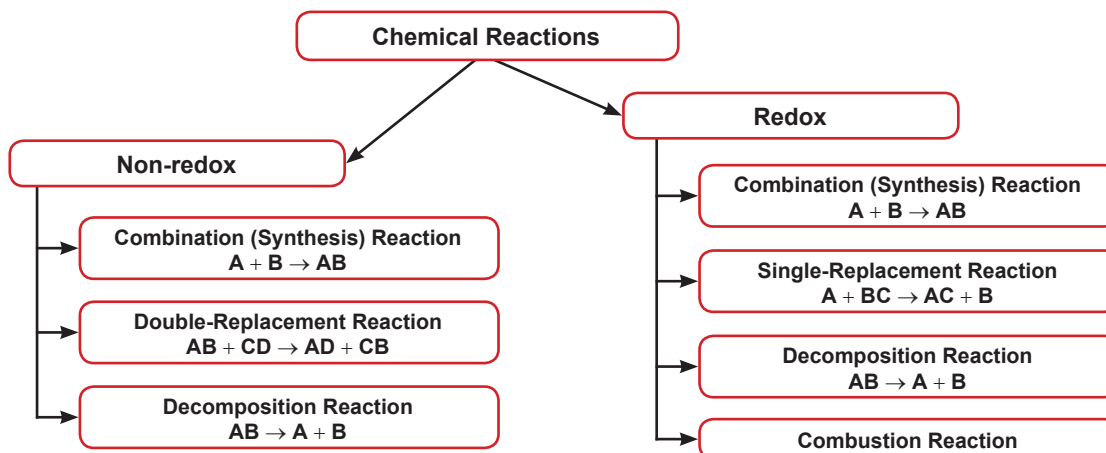 Chemical Reactions
Non-redox
Combination (Synthesis) Reaction
A + B → AB
Double-Replacement Reaction
AB + CD → AD + CB
Decomposition Reaction
AB → A + B
Redox
Combination (Synthesis) Reaction
A + B → AB
Single-Replacement Reaction
A + BC → AC + B
Decomposition Reaction
AB → A + B
Combustion Reaction